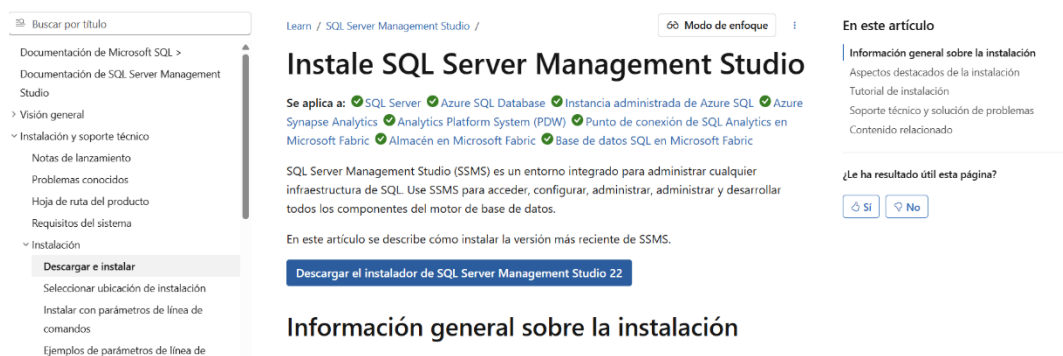 Buscar por título
Documentación de Microsoft SQL >
Documentación de SQL Server Management
Studio
> Visión general
Instalación y soporte técnico
Notas de lanzamiento
Problemas conocidos
Hoja de ruta del producto
Requisitos del sistema
Instalación
Descargar e instalar
Seleccionar ubicación de instalación
Instalar con parámetros de línea de
comandos
Ejemplos de parámetros de línea de
Learn / SQL Server Management Studio /
Modo de enfoque
Instale SQL Server Management Studio
Se aplica a: SQL Server Azure SQL Database Instancia administrada de Azure SQL Azure
Synapse Analytics Analytics Platform System (PDW) Punto de conexión de SQL Analytics en
Microsoft Fabric Almacén en Microsoft Fabric Base de datos SQL en Microsoft Fabric
SQL Server Management Studio (SSMS) es un entorno integrado para administrar cualquier
infraestructura de SQL. Use SSMS para acceder, configurar, administrar, administrar y desarrollar
todos los componentes del motor de base de datos.
En este artículo se describe cómo instalar la versión más reciente de SSMS.
Descargar el instalador de SQL Server Management Studio 22
Información general sobre la instalación
En este artículo
Información general sobre la instalación
Aspectos destacados de la instalación
Tutorial de instalación
Soporte técnico y solución de problemas
Contenido relacionado
¿Le ha resultado útil esta página?
Sí
No